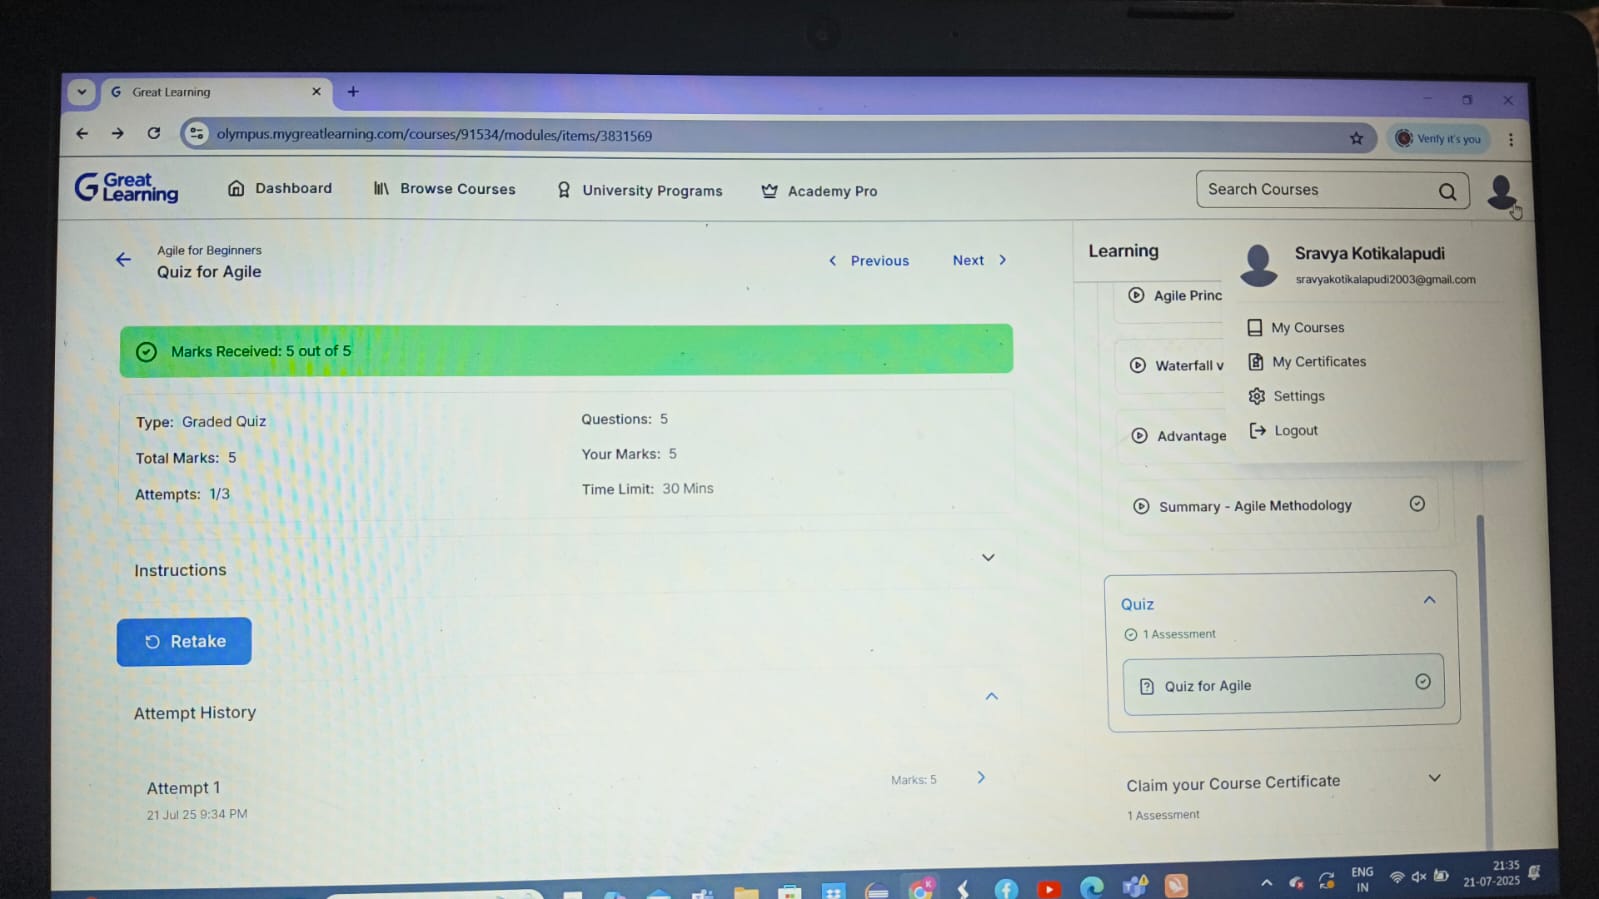 Great Learning
olympus.mygreatlearning.com/courses/91534/modules/items/3831569
Verify it's you
Great Learning
Dashboard
Browse Courses
University Programs
Academy Pro
Search Courses
Agile for Beginners
Quiz for Agile
Previous
Next
Marks Received: 5 out of 5
Type: Graded Quiz
Questions: 5
Total Marks: 5
Your Marks: 5
Attempts: 1/3
Time Limit: 30 Mins
Instructions
Retake
Attempt History
Attempt 1
Marks: 5
21 Jul 25 9:34 PM
Learning
Sravya Kotikalapudi
sravyakotikalapudi2003@gmail.com
My Courses
My Certificates
Settings
Logout
Agile Princ
Waterfall v
Advantage
Summary - Agile Methodology
Quiz
1 Assessment
Quiz for Agile
Claim your Course Certificate
1 Assessment
ENG
IN
21:35
21-07-2025